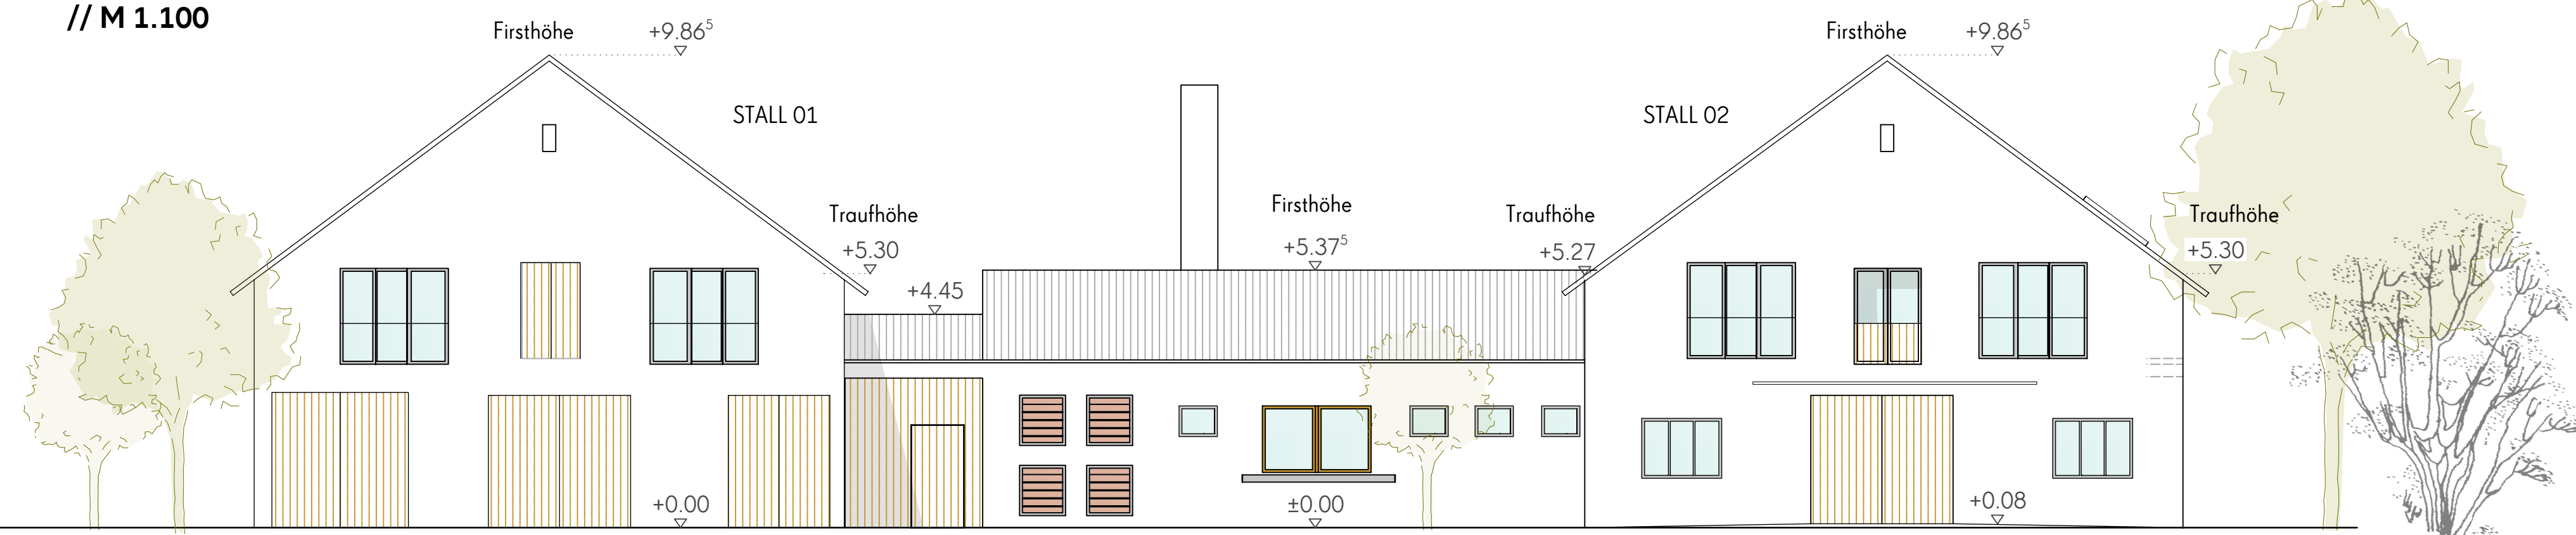 // M 1.100
Firsthöhe
+9.86⁵
Firsthöhe
+9.86⁵
STALL 01
STALL 02
Traufhöhe
+5.30
Firsthöhe
+5.37⁵
Traufhöhe
+5.27
Traufhöhe
+5.30
+4.45
+0.00
±0.00
+0.08